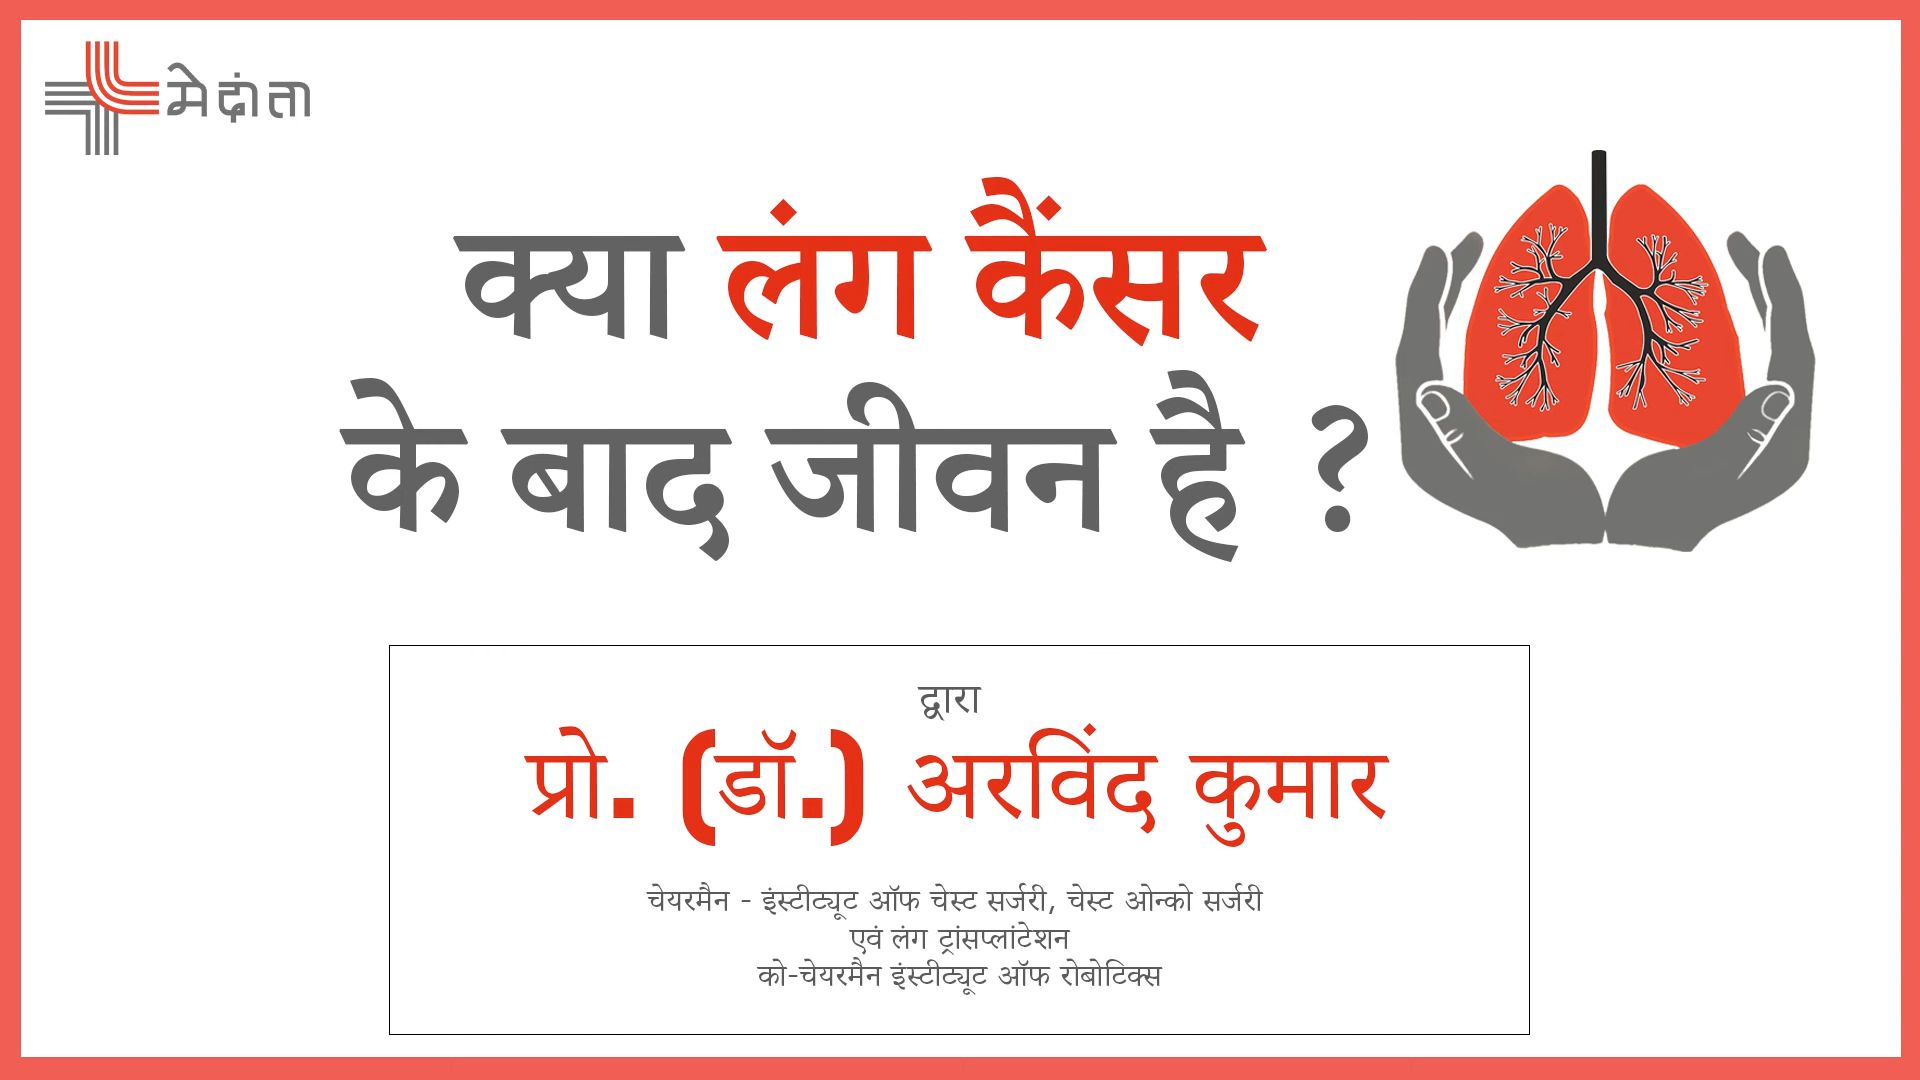 मेदांता
क्या लंग कैंसर
के बाद जीवन है ?
द्वारा
प्रो. (डॉ.) अरविंद कुमार
चेयरमैन - इंस्टीट्यूट ऑफ चेस्ट सर्जरी, चेस्ट ओन्को सर्जरी
एवं लंग ट्रांसप्लांटेशन
को-चेयरमैन इंस्टीट्यूट ऑफ रोबोटिक्स